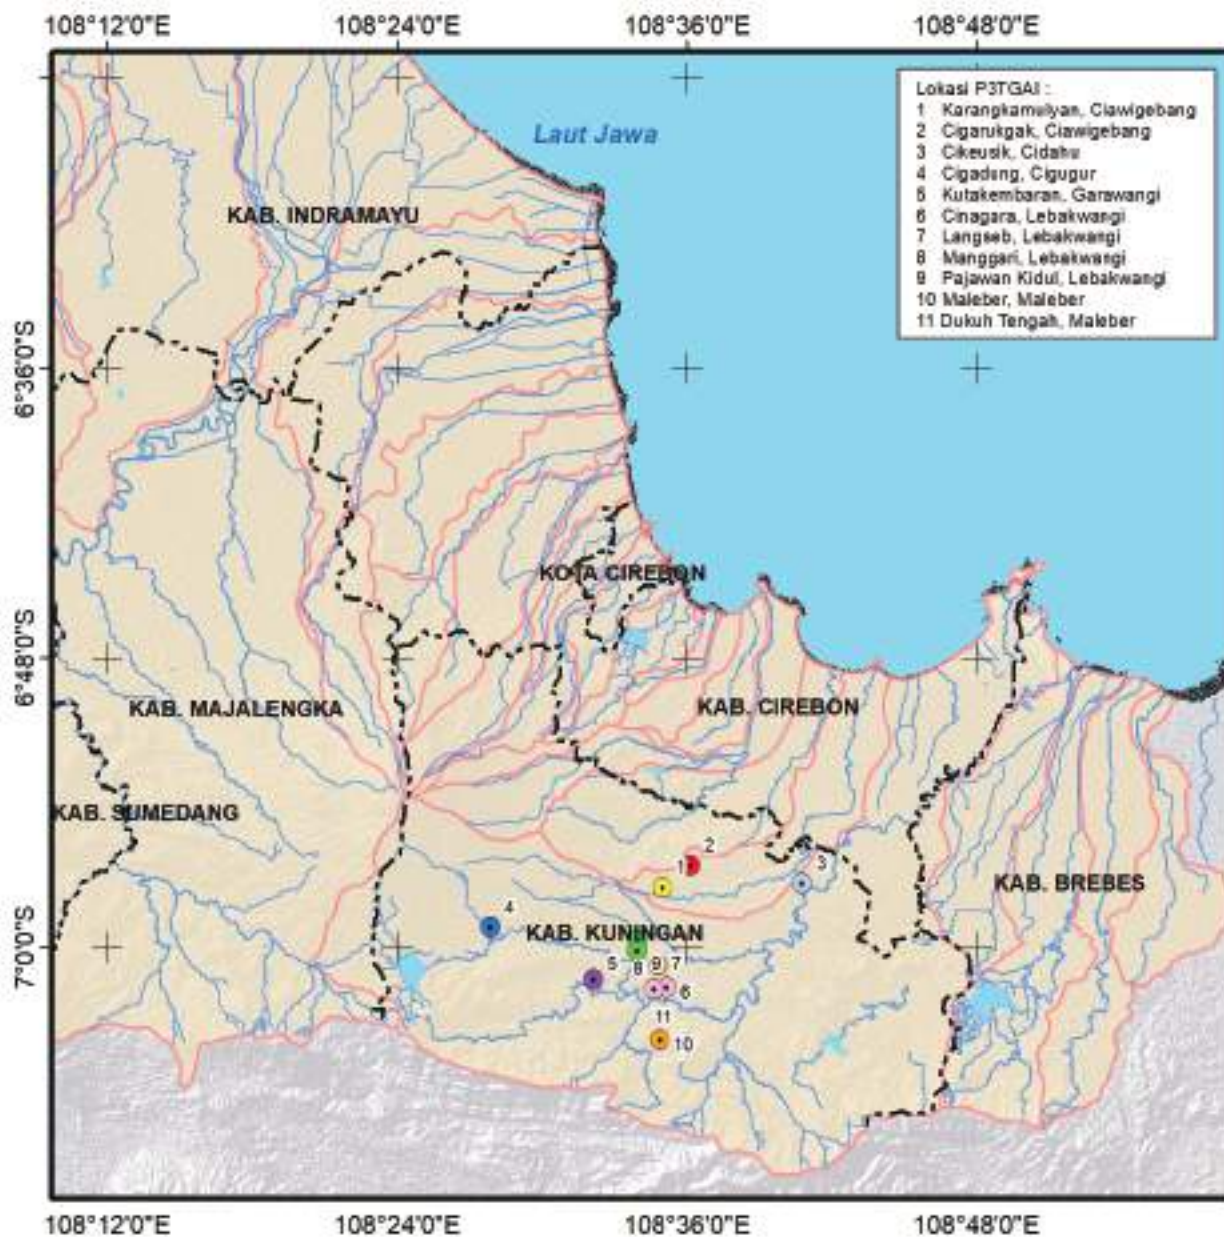 108°12'0"E 108°24'0"E 108°36'0"E 108°48'0"E
Lokasi P3TGAI :
1 Karangkamulyan, Ciawigebang
2 Cigarukgak, Ciawigebang
3 Cikeusik, Cidahu
4 Cigadung, Cigugur
5 Kutakembaran, Garawangi
6 Cinagara, Lebakwangi
7 Langseb, Lebakwangi
8 Manggari, Lebakwangi
9 Pajawan Kidul, Lebakwangi
10 Maleber, Maleber
11 Dukuh Tengah, Maleber
Laut Jawa
KAB. INDRAMAYU
6°36'0"S
KOTA CIREBON
6°48'0"S
KAB. MAJALENGKA
KAB. CIREBON
KAB. SUMEDANG
2
1
3
KAB. BREBES
4
KAB. KUNINGAN
7°0'0"S
5
8
9
7
6
11
10
108°12'0"E 108°24'0"E 108°36'0"E 108°48'0"E